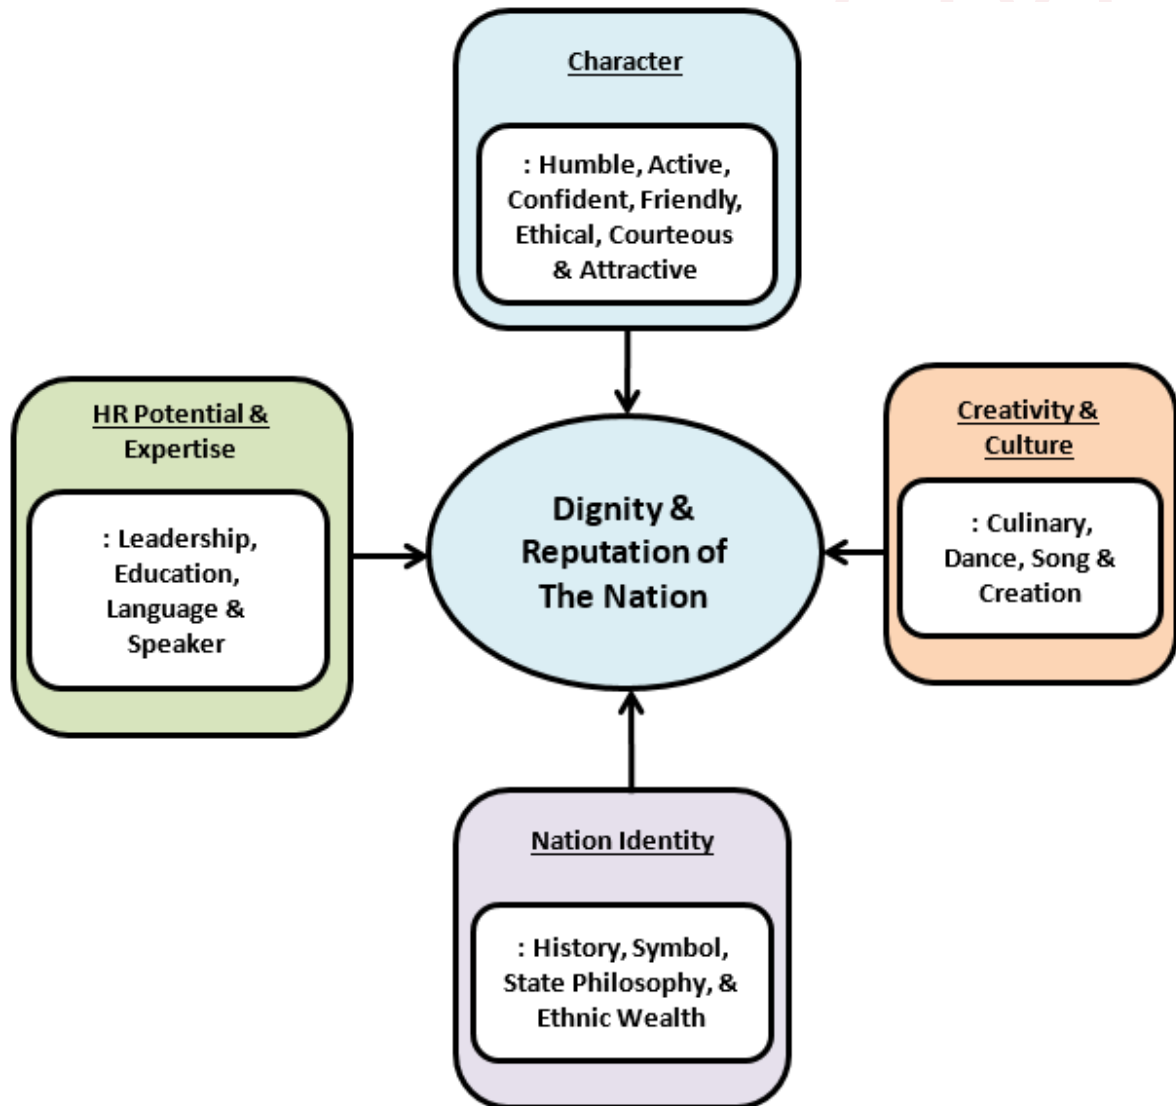 Character
: Humble, Active,
Confident, Friendly,
Ethical, Courteous
& Attractive
HR Potential &
Expertise
: Leadership,
Education,
Language &
Speaker
Dignity &
Reputation of
The Nation
Creativity &
Culture
: Culinary,
Dance, Song &
Creation
Nation Identity
: History, Symbol,
State Philosophy, &
Ethnic Wealth